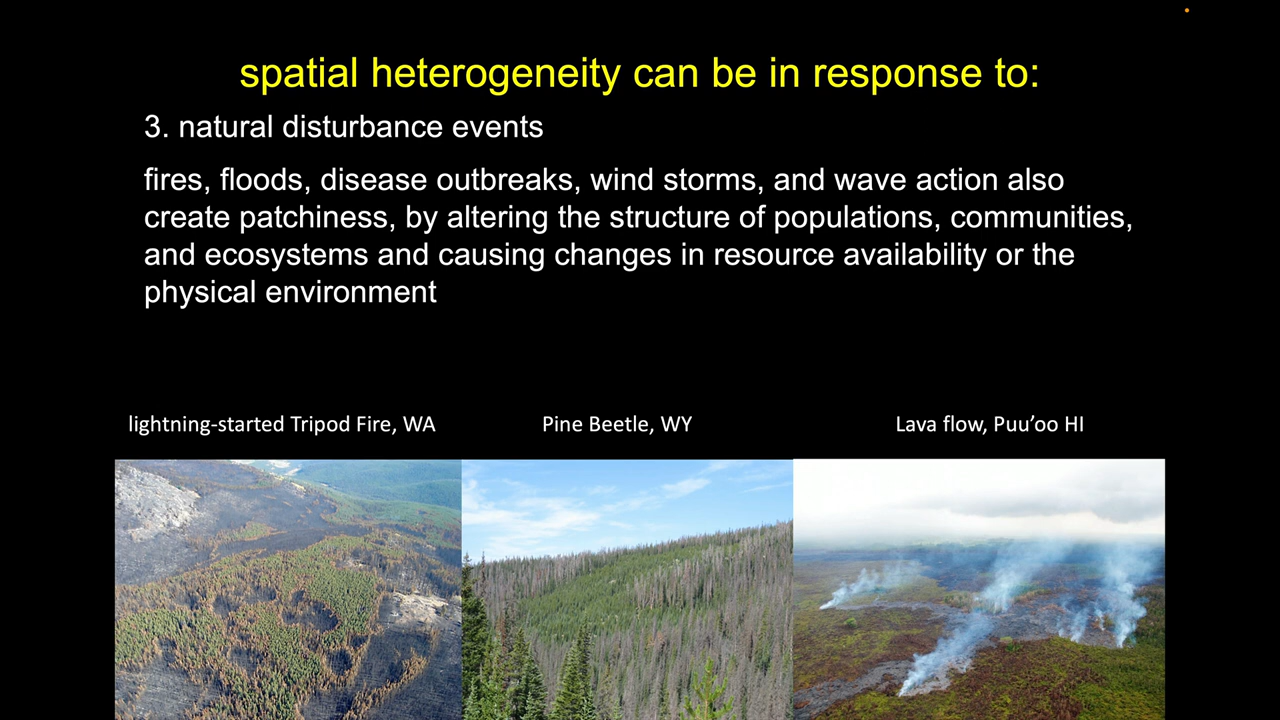 spatial heterogeneity can be in response to:
3. natural disturbance events
fires, floods, disease outbreaks, wind storms, and wave action also
create patchiness, by altering the structure of populations, communities,
and ecosystems and causing changes in resource availability or the
physical environment
lightning-started Tripod Fire, WA
Pine Beetle, WY
Lava flow, Puu’oo HI